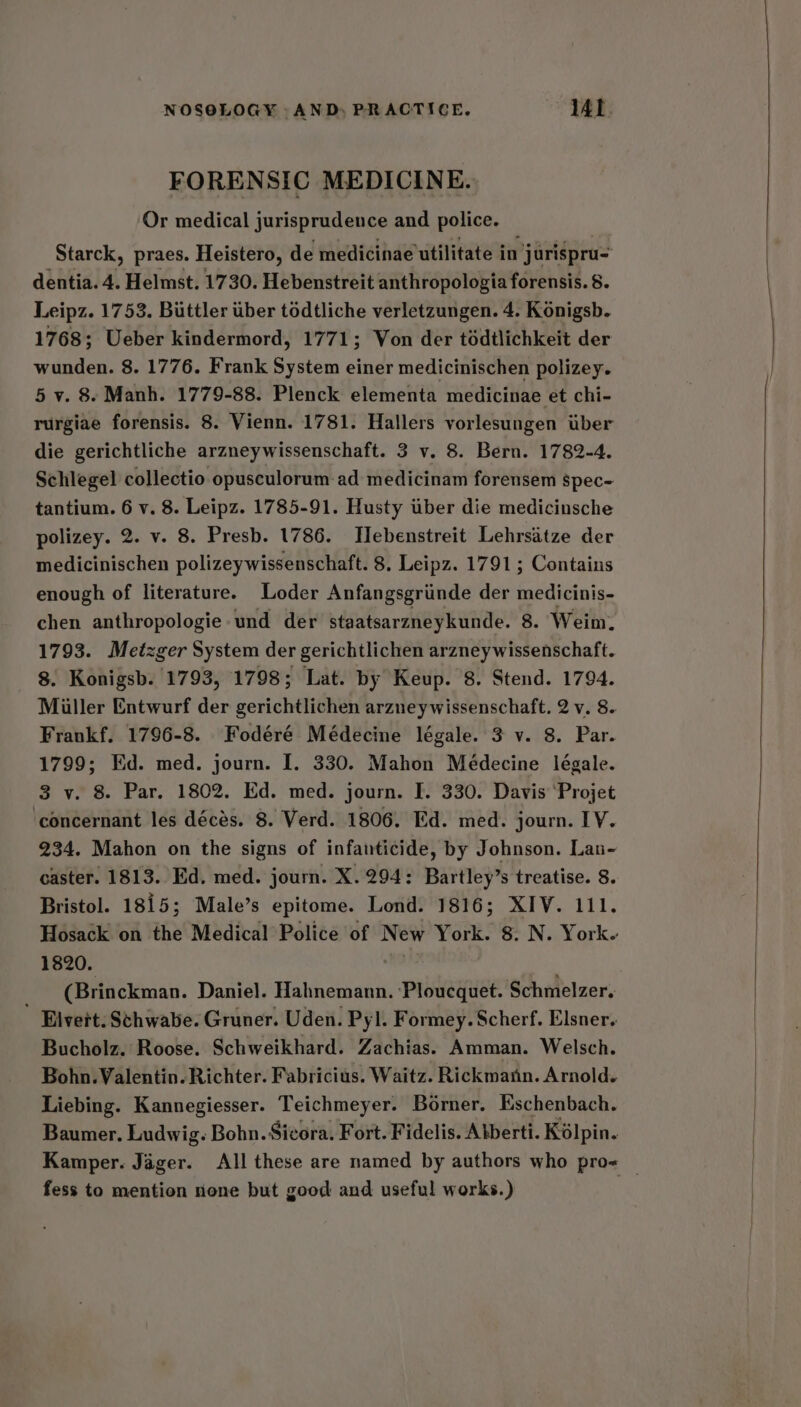 NOSOLOGY AND PRACTICE. 141
FORENSIC MEDICINE.
Or medical jurisprudence and police.
Starck, praes. Heistero, de medicinae utilitate in jurispru-
dentia. 4. Helmst. 1730. Hebenstreit anthropologia forensis. 8.
Leipz. 1753. Büttler über tödtliche verletzungen. 4. Königsb.
1768; Ueber kindermord, 1771; Von der tödtlichkeit der
wunden. 8. 1776. Frank System einer medicinischen polizey.
5 v. 8. Manh. 1779-88. Plenck elementa medicinae et chi-
rurgiae forensis. 8. Vienn. 1781. Hallers vorlesungen über
die gerichtliche arzneywissenschaft. 3 v. 8. Bern. 1782-4.
Schlegel collectio opusculorum ad medicinam forensem spec-
tantium. 6 v. 8. Leipz. 1785-91. Husty über die medicinsche
polizey. 2. v. 8. Presb. 1786. Hebenstreit Lehrsätze der
medicinischen polizeywissenschaft. 8. Leipz. 1791; Contains
enough of literature. Loder Anfangsgründe der medicinis-
chen anthropologie und der staatsarzneykunde. 8. Weim.
1793. Metzger System der gerichtlichen arzneywissenschaft.
8. Konigsb. 1793, 1798; Lat. by Keup. 8. Stend. 1794.
Müller Entwurf der gerichtlichen arzneywissenschaft. 2 v. 8.
Frankf. 1796-8. Fodéré Médecine légale. 3 v. 8. Par.
1799; Ed. med. journ. I. 330. Mahon Médecine légale.
3 v. 8. Par. 1802. Ed. med. journ. I. 330. Davis Projet
concernant les décès. 8. Verd. 1806. Ed. med. journ. IV.
234. Mahon on the signs of infanticide, by Johnson. Lan-
caster. 1813. Ed. med. journ. X. 294: Bartley's treatise. 8.
Bristol. 1815; Male's epitome. Lond. 1816; XIV. 111.
Hosack on the Medical Police of New York. 8. N. York.
1820.
(Brinckman. Daniel. Hahnemann. Ploucquet. Schmelzer.
Elvert. Schwabe. Gruner. Uden. Pyl. Formey. Scherf. Elsner.
Bucholz. Roose. Schweikhard. Zachias. Amman. Welsch.
Bohn. Valentin. Richter. Fabricius. Waitz. Rickmann. Arnold.
Liebing. Kannegiesser. Teichmeyer. Börner. Eschenbach.
Baumer. Ludwig. Bohn. Sicora. Fort. Fidelis. Alberti. Kölpin.
Kamper. Jäger. All these are named by authors who pro-
fess to mention none but good and useful works.)